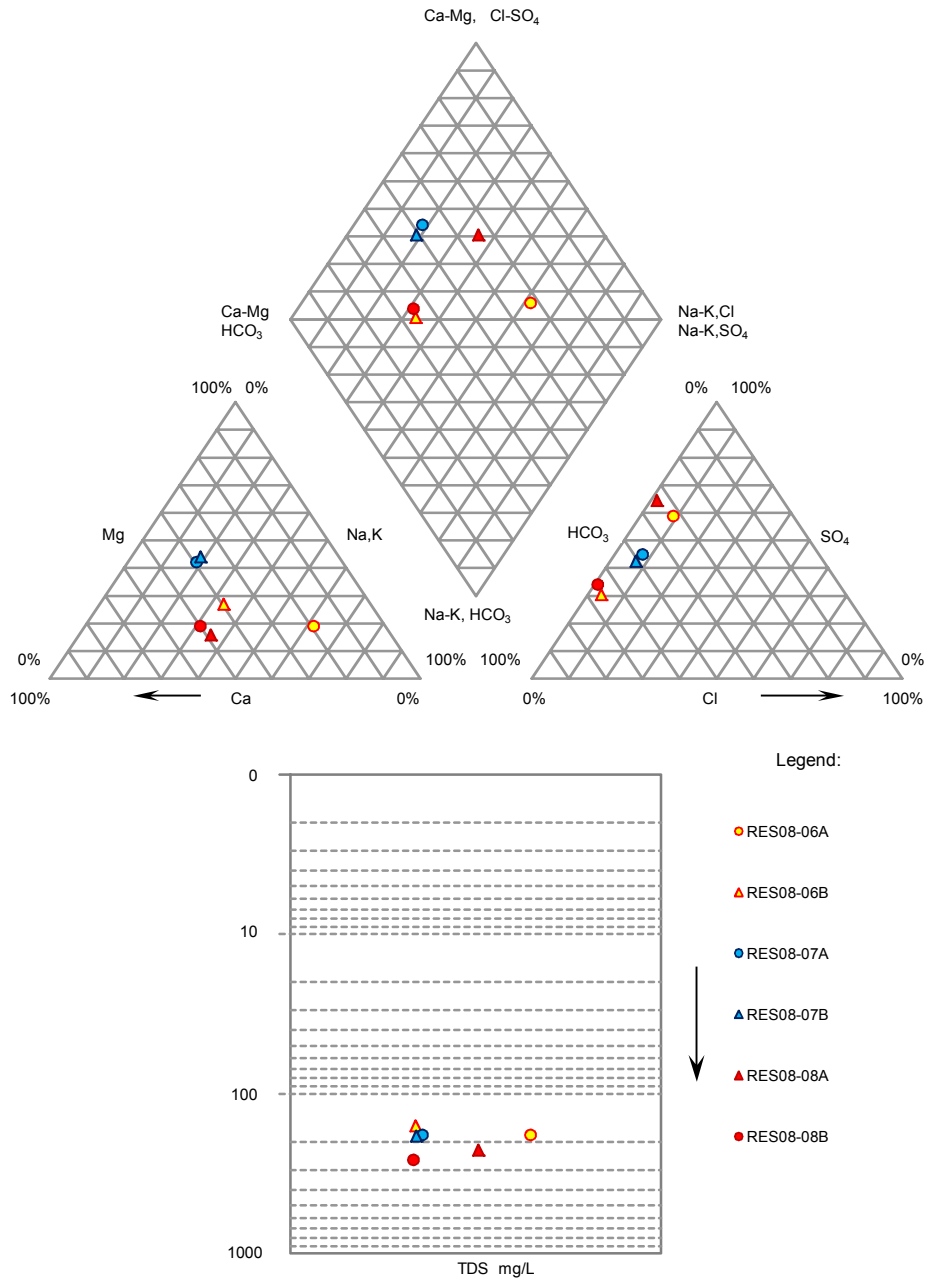 Ca-Mg, Cl-SO₄
Ca-Mg
HCO₃
Na-K,Cl
Na-K,SO₄
100% 0%
0% 100%
Mg
Na,K
HCO₃
SO₄
Na-K, HCO₃
0%
100% 100%
0%
100%
Ca
0%
0%
Cl
100%
Legend:
0
10
100
1000
TDS mg/L
RES08-06A
RES08-06B
RES08-07A
RES08-07B
RES08-08A
RES08-08B